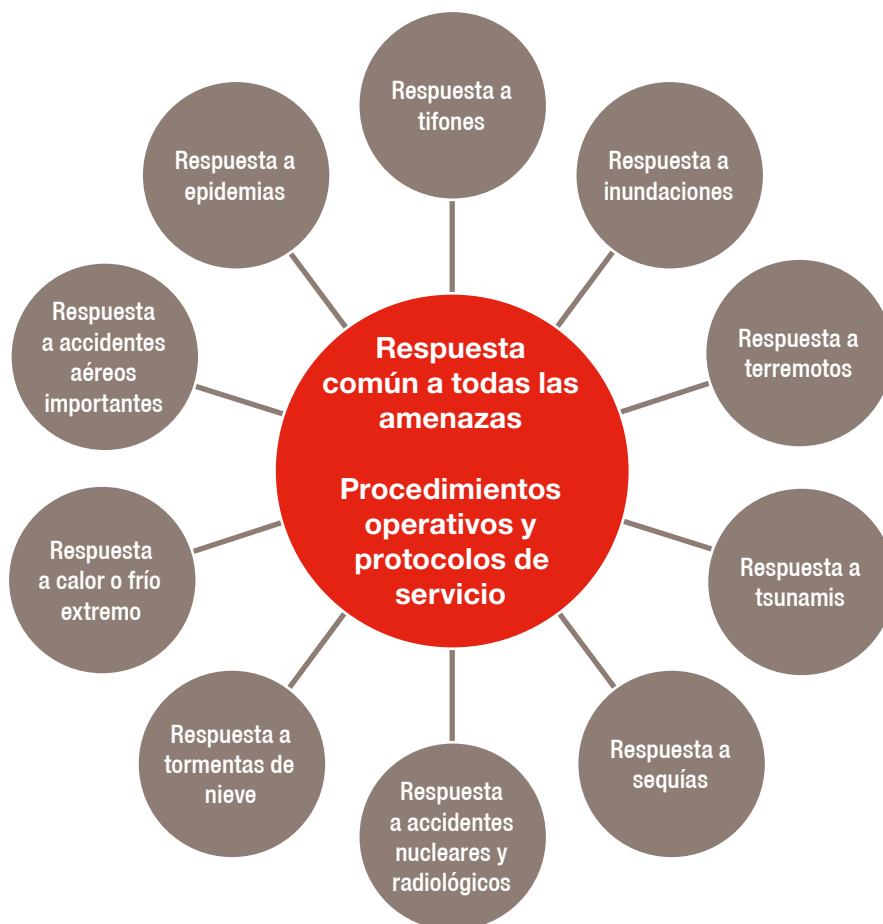 Respuesta a
tifones
Respuesta a
epidemias
Respuesta a
inundaciones
Respuesta
a accidentes
aéreos
importantes
Respuesta a
terremotos
Respuesta
común a todas las
amenazas
Procedimientos
operativos y
protocolos de
servicio
Respuesta
a calor o frío
extremo
Respuesta a
tsunamis
Respuesta a
tormentas de
nieve
Respuesta a
sequías
Respuesta
a accidentes
nucleares y
radiológicos